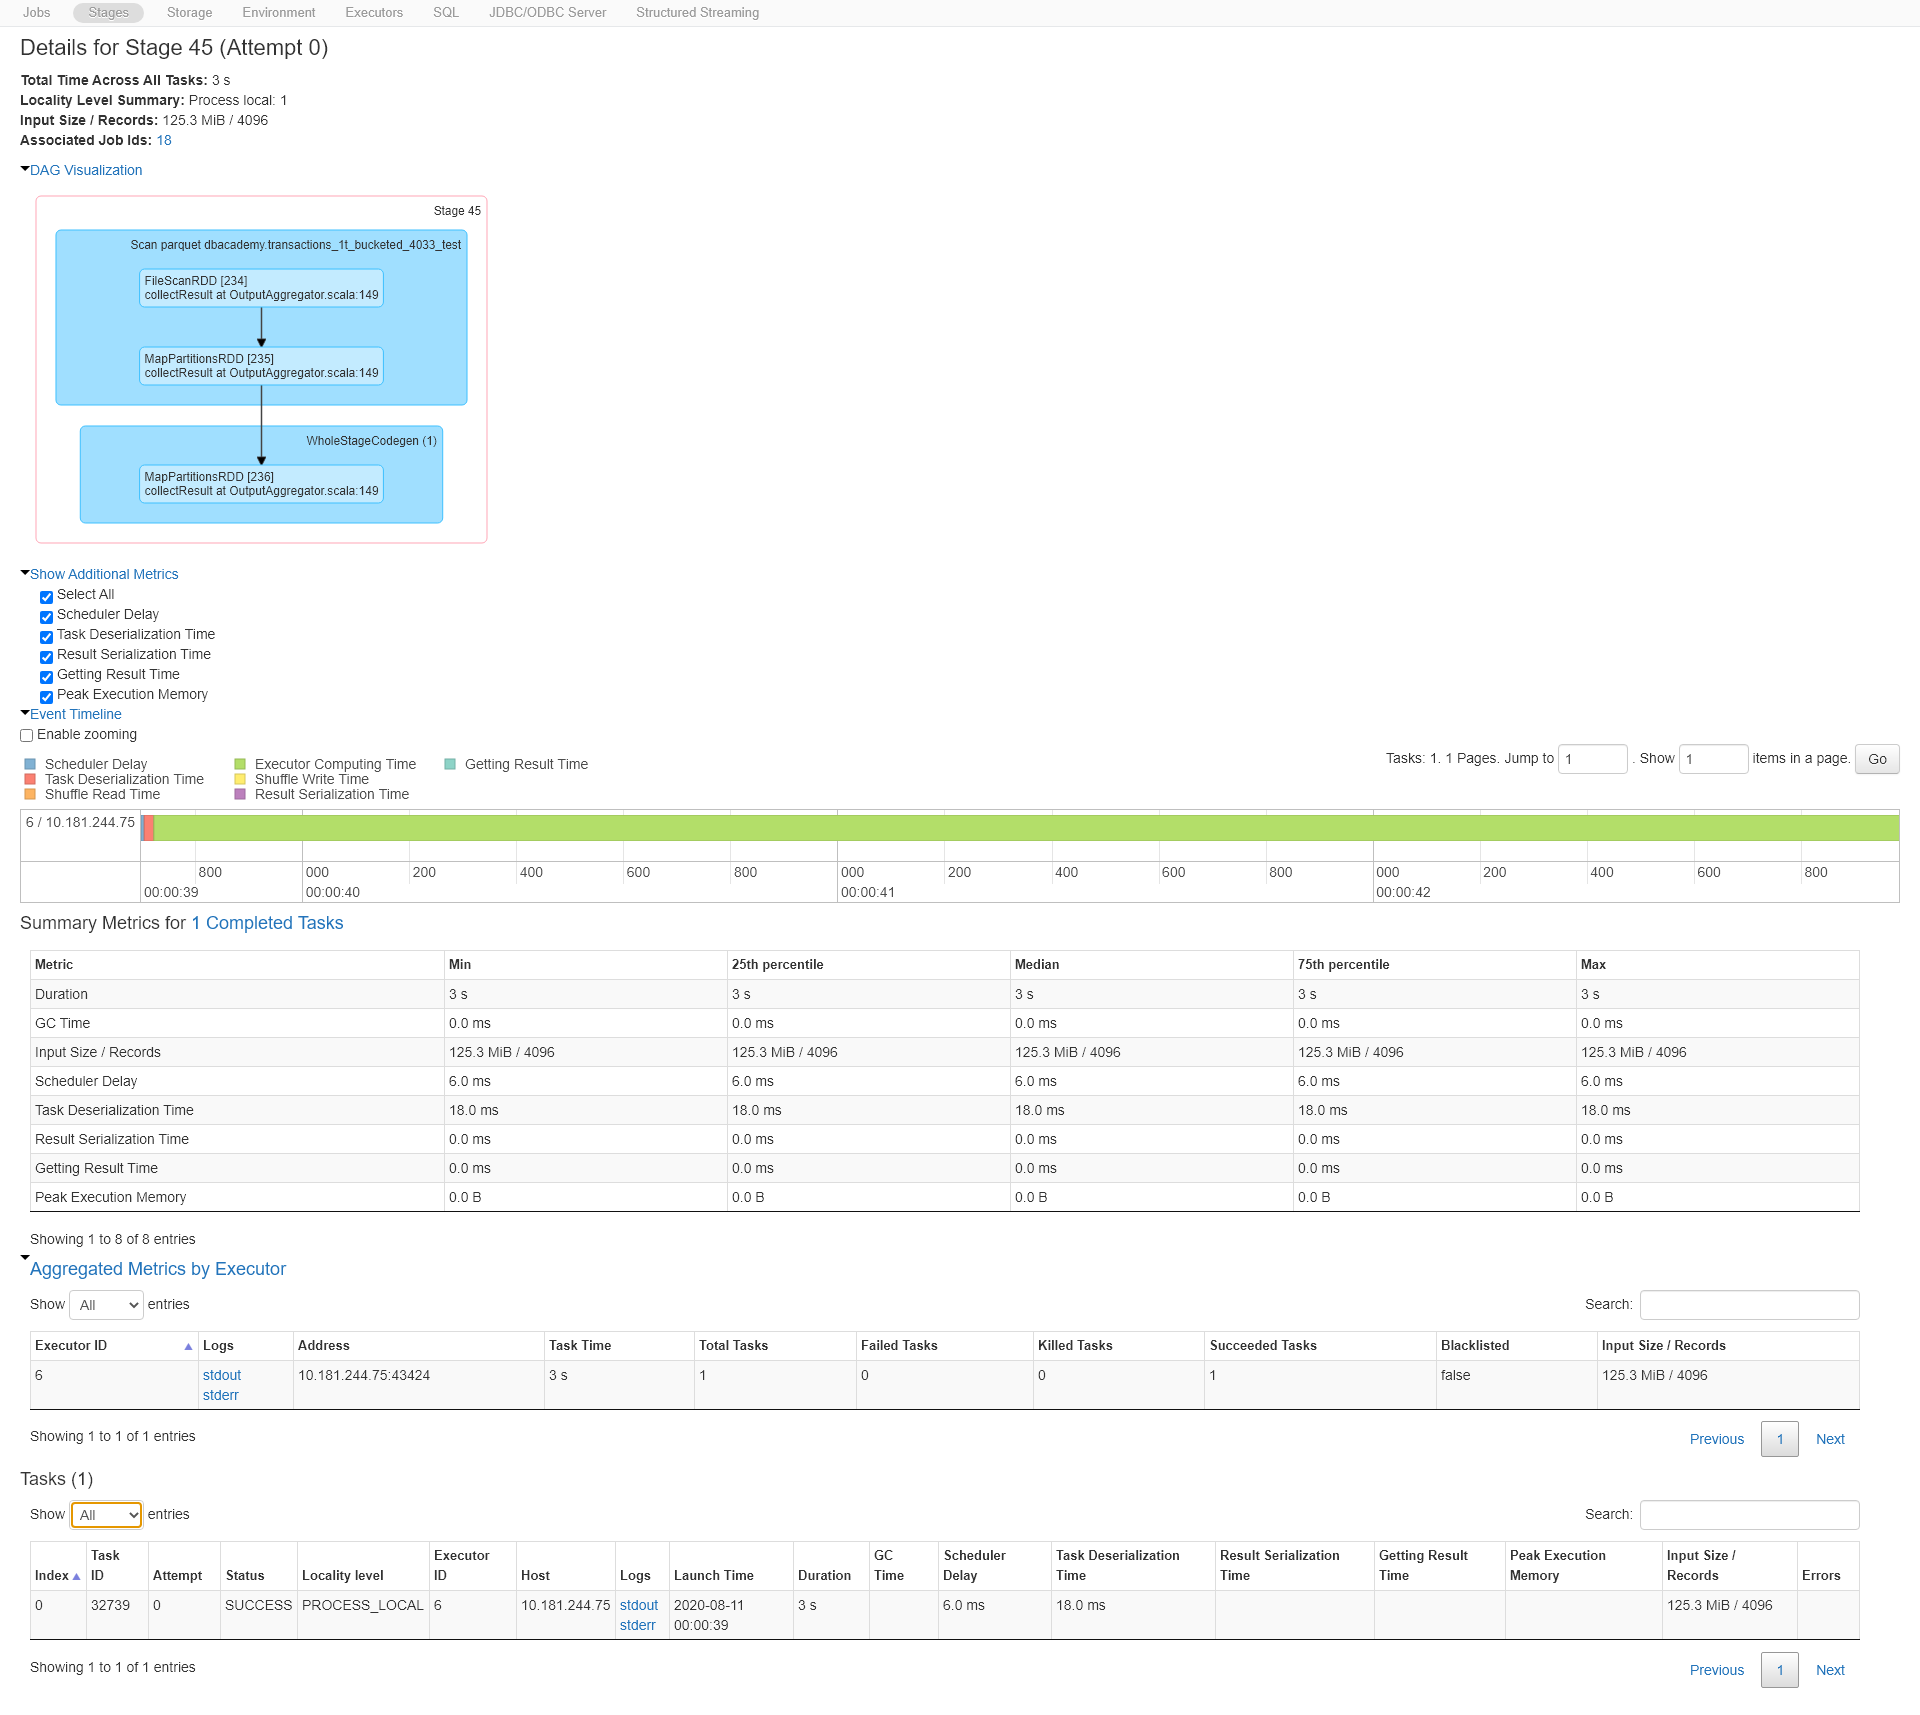 Jobs Stages Storage Environment Executors SQL JDBC/ODBC Server Structured Streaming
Details for Stage 45 (Attempt 0)
Total Time Across All Tasks: 3 s
Locality Level Summary: Process local: 1
Input Size / Records: 125.3 MiB / 4096
Associated Job Ids: 18
DAG Visualization
Stage 45
Scan parquet dbacademy.transactions_1t_bucketed_4033_test
FileScanRDD [234]
collectResult at OutputAggregator.scala:149
MapPartitionsRDD [235]
collectResult at OutputAggregator.scala:149
WholeStageCodegen (1)
MapPartitionsRDD [236]
collectResult at OutputAggregator.scala:149
Show Additional Metrics
Select All
Scheduler Delay
Task Deserialization Time
Result Serialization Time
Getting Result Time
Peak Execution Memory
Event Timeline
Enable zooming
Tasks: 1. 1 Pages. Jump to 1 . Show 1 items in a page. Go
Scheduler Delay Executor Computing Time Getting Result Time
Task Deserialization Time Shuffle Write Time
Shuffle Read Time Result Serialization Time
6 / 10.181.244.75
800 000 200 400 600 800 000 200 400 600 800 000 200 400 600 800
00:00:39 00:00:40 00:00:41 00:00:42
Summary Metrics for 1 Completed Tasks
Metric Min 25th percentile Median 75th percentile Max
Duration 3 s 3 s 3 s 3 s 3 s
GC Time 0.0 ms 0.0 ms 0.0 ms 0.0 ms 0.0 ms
Input Size / Records 125.3 MiB / 4096 125.3 MiB / 4096 125.3 MiB / 4096 125.3 MiB / 4096 125.3 MiB / 4096
Scheduler Delay 6.0 ms 6.0 ms 6.0 ms 6.0 ms 6.0 ms
Task Deserialization Time 18.0 ms 18.0 ms 18.0 ms 18.0 ms 18.0 ms
Result Serialization Time 0.0 ms 0.0 ms 0.0 ms 0.0 ms 0.0 ms
Getting Result Time 0.0 ms 0.0 ms 0.0 ms 0.0 ms 0.0 ms
Peak Execution Memory 0.0 B 0.0 B 0.0 B 0.0 B 0.0 B
Showing 1 to 8 of 8 entries
Aggregated Metrics by Executor
Show All entries Search:
Executor ID Logs Address Task Time Total Tasks Failed Tasks Killed Tasks Succeeded Tasks Blacklisted Input Size / Records
6 stdout 10.181.244.75:43424 3 s 1 0 0 1 false 125.3 MiB / 4096
stderr
Showing 1 to 1 of 1 entries
Previous 1 Next
Tasks (1)
Show All entries Search:
Task Executor GC Scheduler Task Deserialization Result Serialization Getting Result Peak Execution Input Size /
Index ID Attempt Status Locality level ID Host Logs Launch Time Duration Time Delay Time Time Time Memory Records Errors
0 32739 0 SUCCESS PROCESS_LOCAL 6 10.181.244.75 stdout 2020-08-11 3 s 6.0 ms 18.0 ms 125.3 MiB / 4096
stderr 00:00:39
Showing 1 to 1 of 1 entries
Previous 1 Next